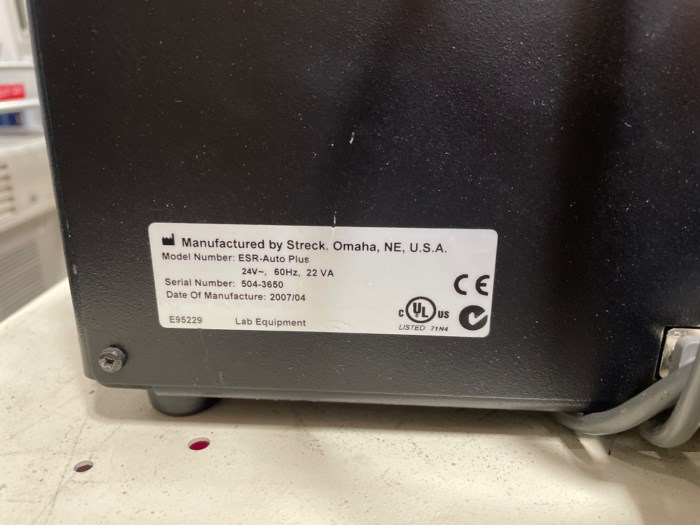 Manufactured by Streck. Omaha, NE, U.S.A.
Model Number: ESR-Auto Plus
24V~, 60Hz, 22 VA
Serial Number: 504-3650
Date Of Manufacture: 2007/04
CE
c UL us
LISTED 71N4
E95229 Lab Equipment